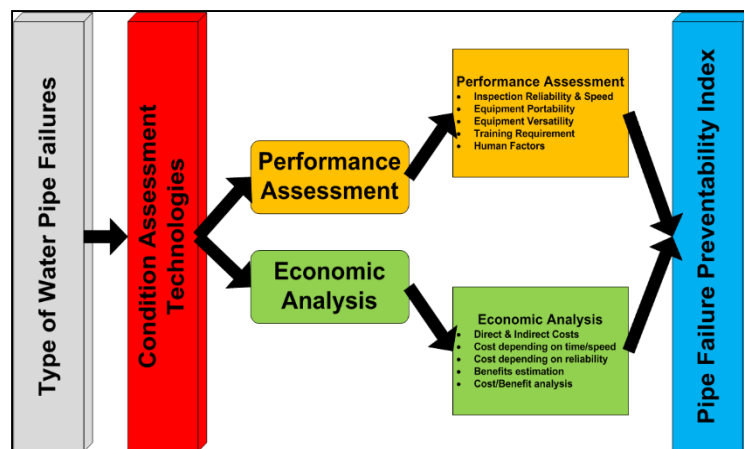 Type of Water Pipe Failures
Condition Assessment
Technologies
Performance
Assessment
Economic
Analysis
Performance Assessment
• Inspection Reliability & Speed
• Equipment Portability
• Equipment Versatility
• Training Requirement
• Human Factors
Economic Analysis
• Direct & Indirect Costs
• Cost depending on time/speed
• Cost depending on reliability
• Benefits estimation
• Cost/Benefit analysis
Pipe Failure Preventability Index